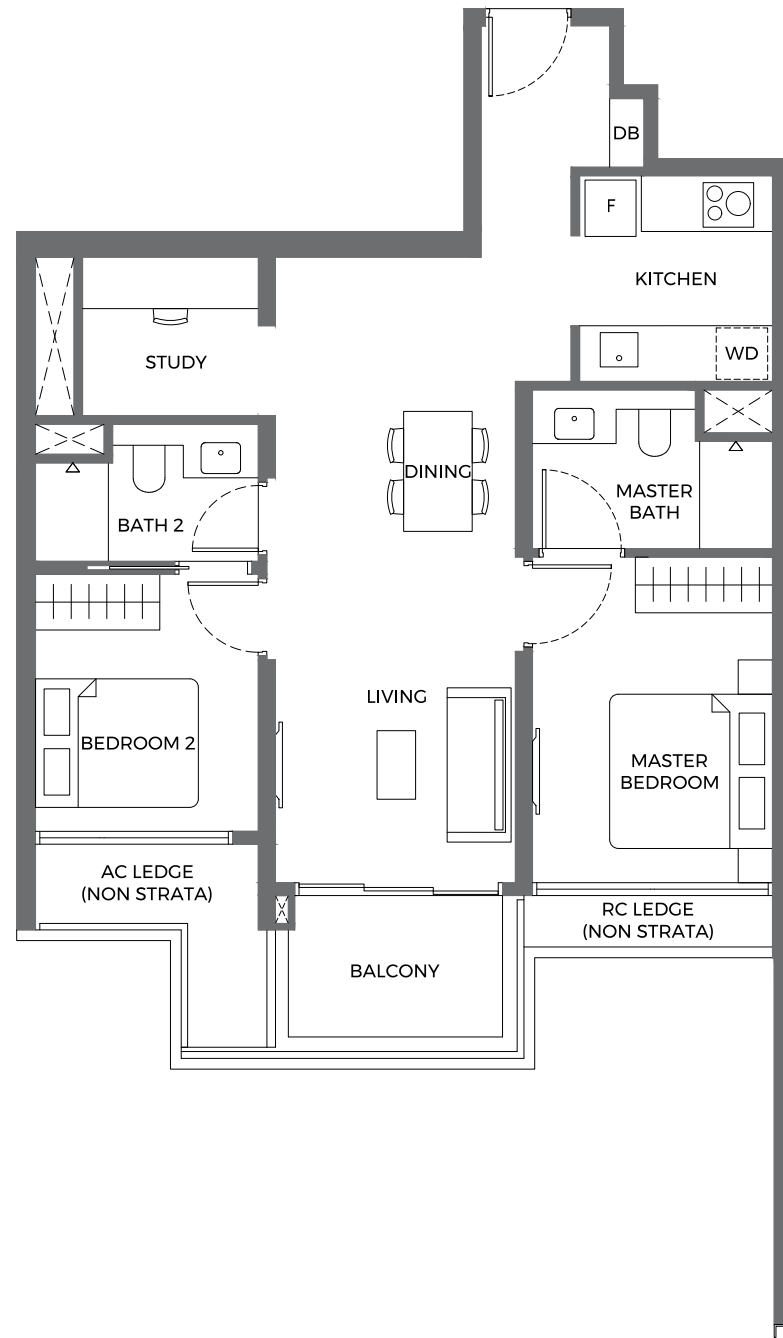 DB
F
KITCHEN
WD
STUDY
DINING
MASTER
BATH
BATH 2
LIVING
BEDROOM 2
MASTER
BEDROOM
AC LEDGE
(NON STRATA)
RC LEDGE
(NON STRATA)
BALCONY